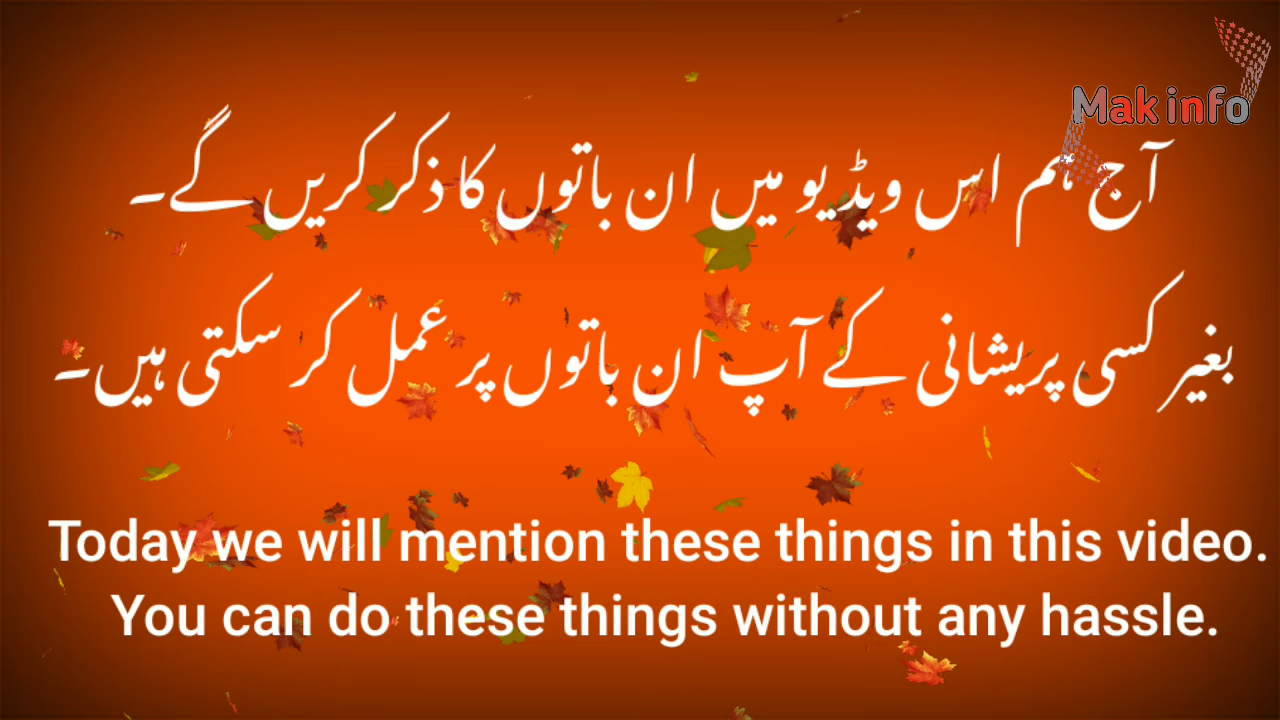 Mak info
آج ہم اس ویڈیو میں ان باتوں کا ذکر کریں گے۔
بغیر کسی پریشانی کے آپ ان باتوں پر عمل کر سکتی ہیں۔
Today we will mention these things in this video.
You can do these things without any hassle.